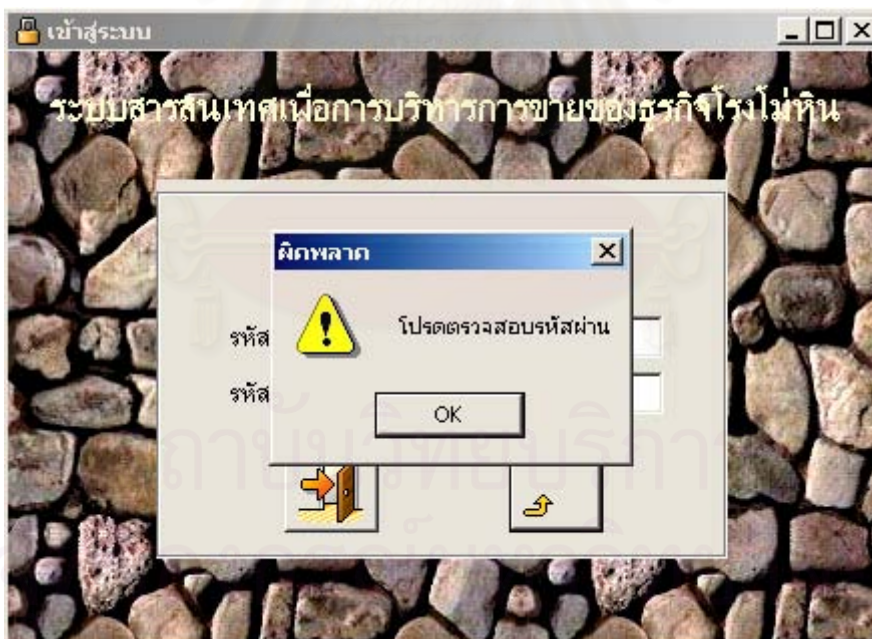 เข้าสู่ระบบ
ระบบสารสนเทศเพื่อการบริหารการขายของธุรกิจโรงโม่หิน
ผิดพลาด
โปรดตรวจสอบรหัสผ่าน
รหัส
รหัส
OK